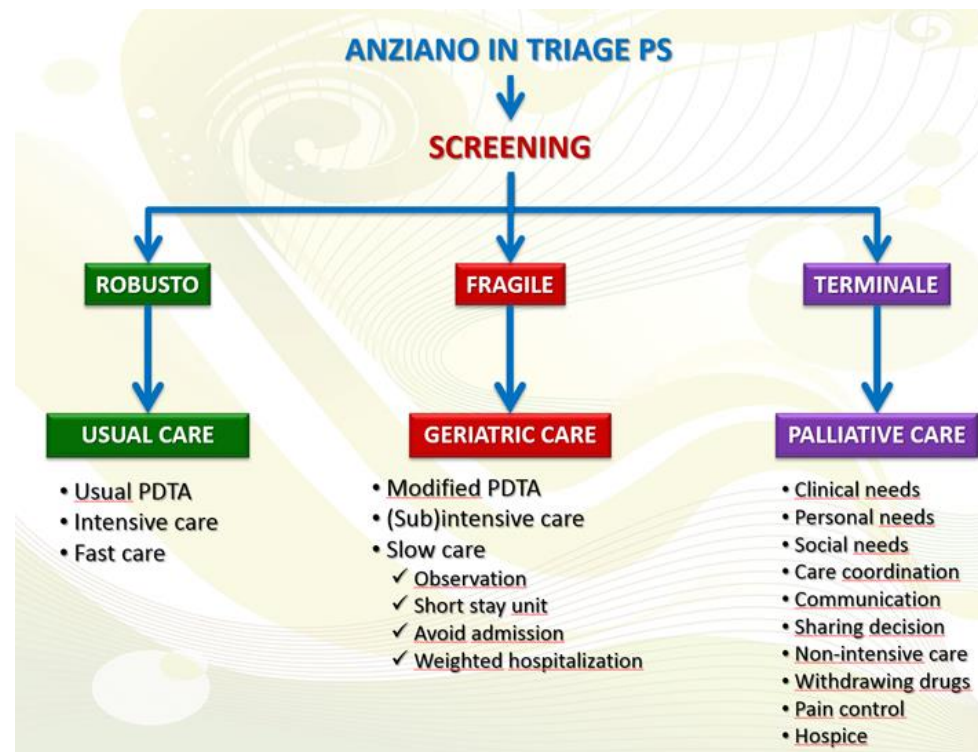 ANZIANO IN TRIAGE PS
SCREENING
ROBUSTO
FRAGILE
TERMINALE
USUAL CARE
• Usual PDTA
• Intensive care
• Fast care
GERIATRIC CARE
• Modified PDTA
• (Sub)intensive care
• Slow care
✓ Observation
✓ Short stay unit
✓ Avoid admission
✓ Weighted hospitalization
PALLIATIVE CARE
• Clinical needs
• Personal needs
• Social needs
• Care coordination
• Communication
• Sharing decision
• Non-intensive care
• Withdrawing drugs
• Pain control
• Hospice